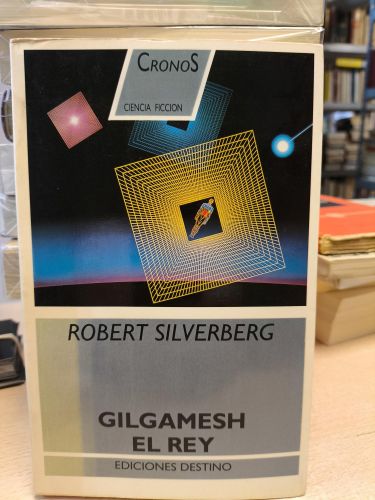 CRONOS
CIENCIA FICCION
ROBERT SILVERBERG
GILGAMESH
EL REY
EDICIONES DESTINO